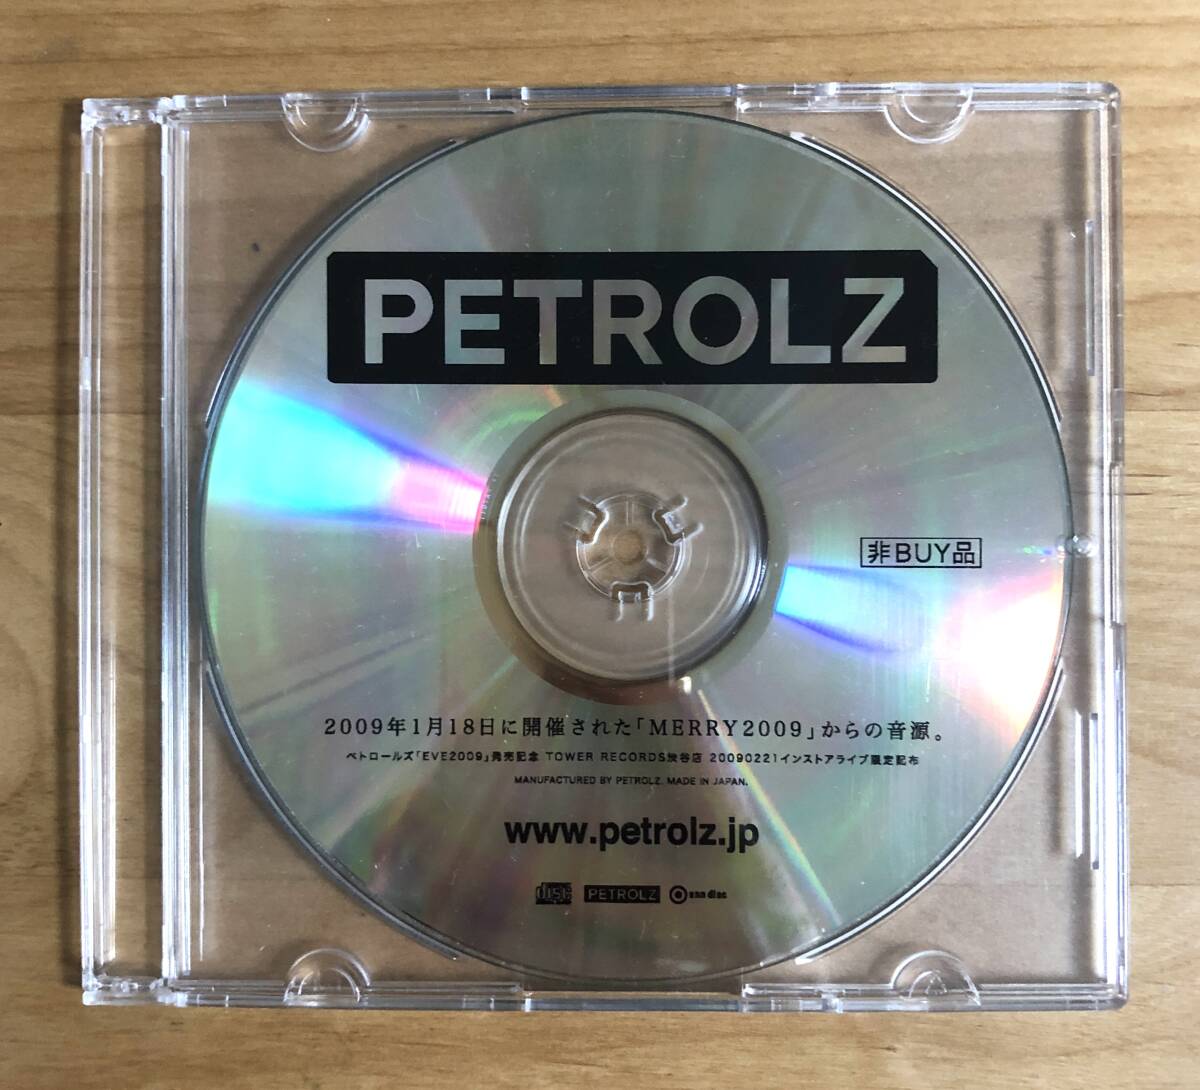 PETROLZ
非BUY品
2009年1月18日に開催された「MERRY2009」からの音源。
ペトロールズ「EVE2009」発売記念 TOWER RECORDS渋谷店 20090221インストアライブ限定配布
MANUFACTURED BY PETROLZ. MADE IN JAPAN.
www.petrolz.jp
disc PETROLZ